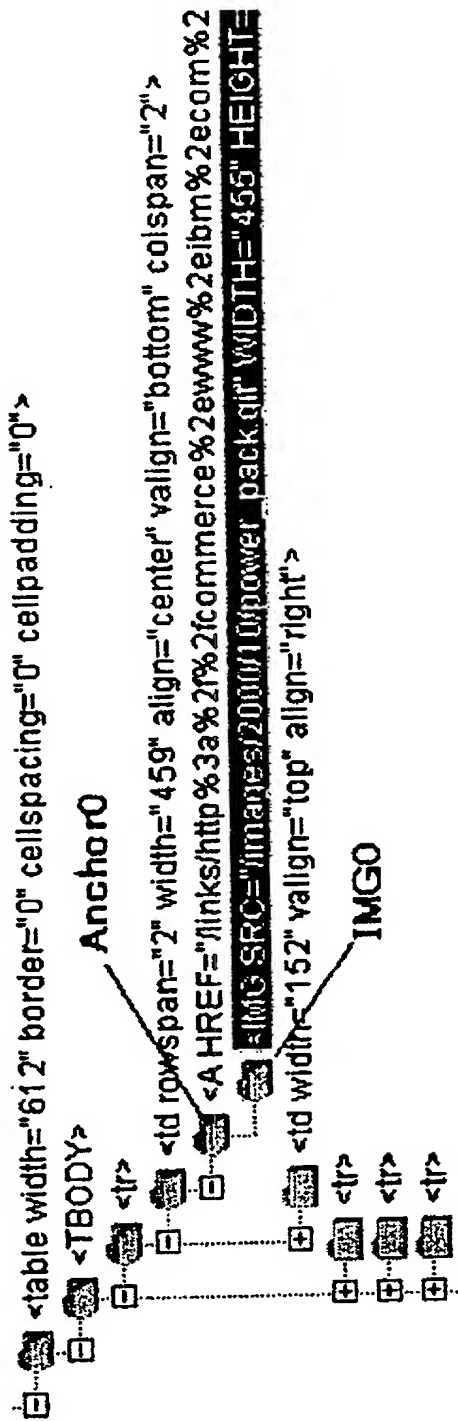 <table width="612" border="0" cellspacing="0" cellpadding="0">
<TBODY>
<tr>
Anchor0
<td rowspan="2" width="459" align="center" valign="bottom" colspan="2">
<A HREF="/links/http%3a%2f%2fcommerce%2ewww%2eibm%2ecom%2
<IMG SRC="/images/2000/10/power_pack.gif" WIDTH="455" HEIGHT=
IMG0
<td width="152" valign="top" align="right">
<tr>
<tr>
<tr>